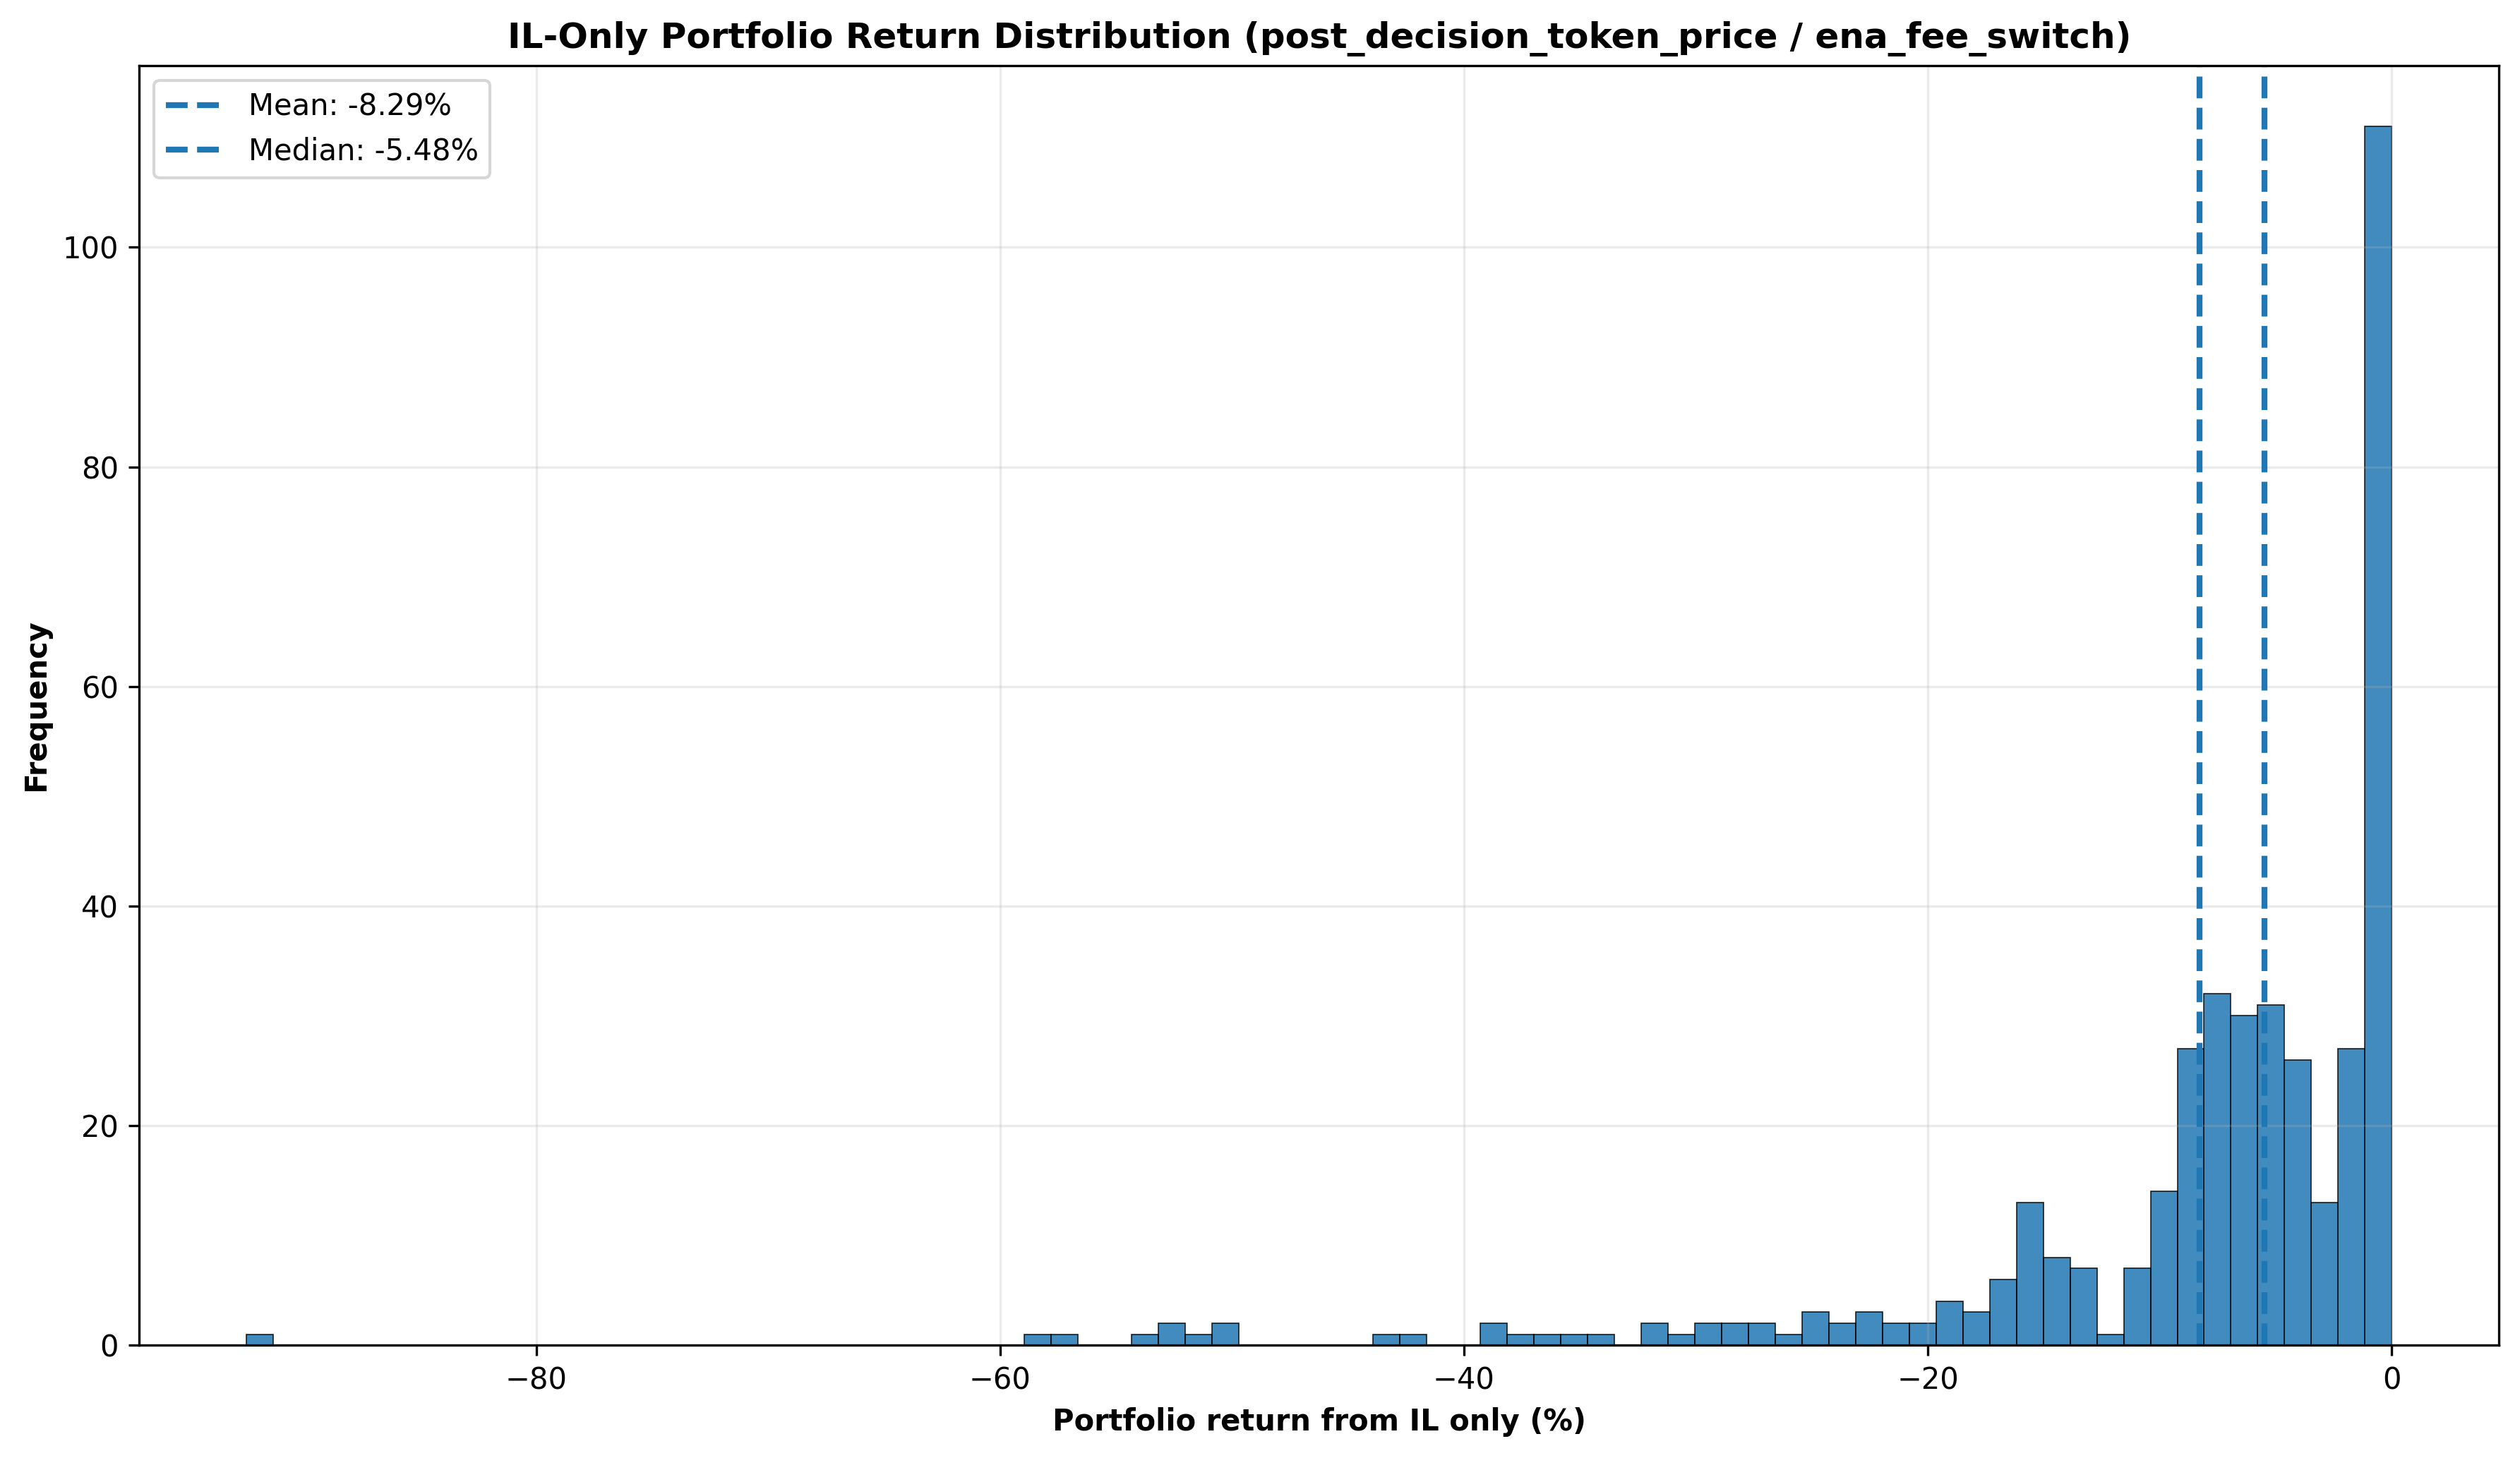 IL-Only Portfolio Return Distribution (post_decision_token_price / ena_fee_switch)
Mean: -8.29%
Median: -5.48%
100
80
60
40
20
0
Frequency
−80
−60
−40
−20
0
Portfolio return from IL only (%)